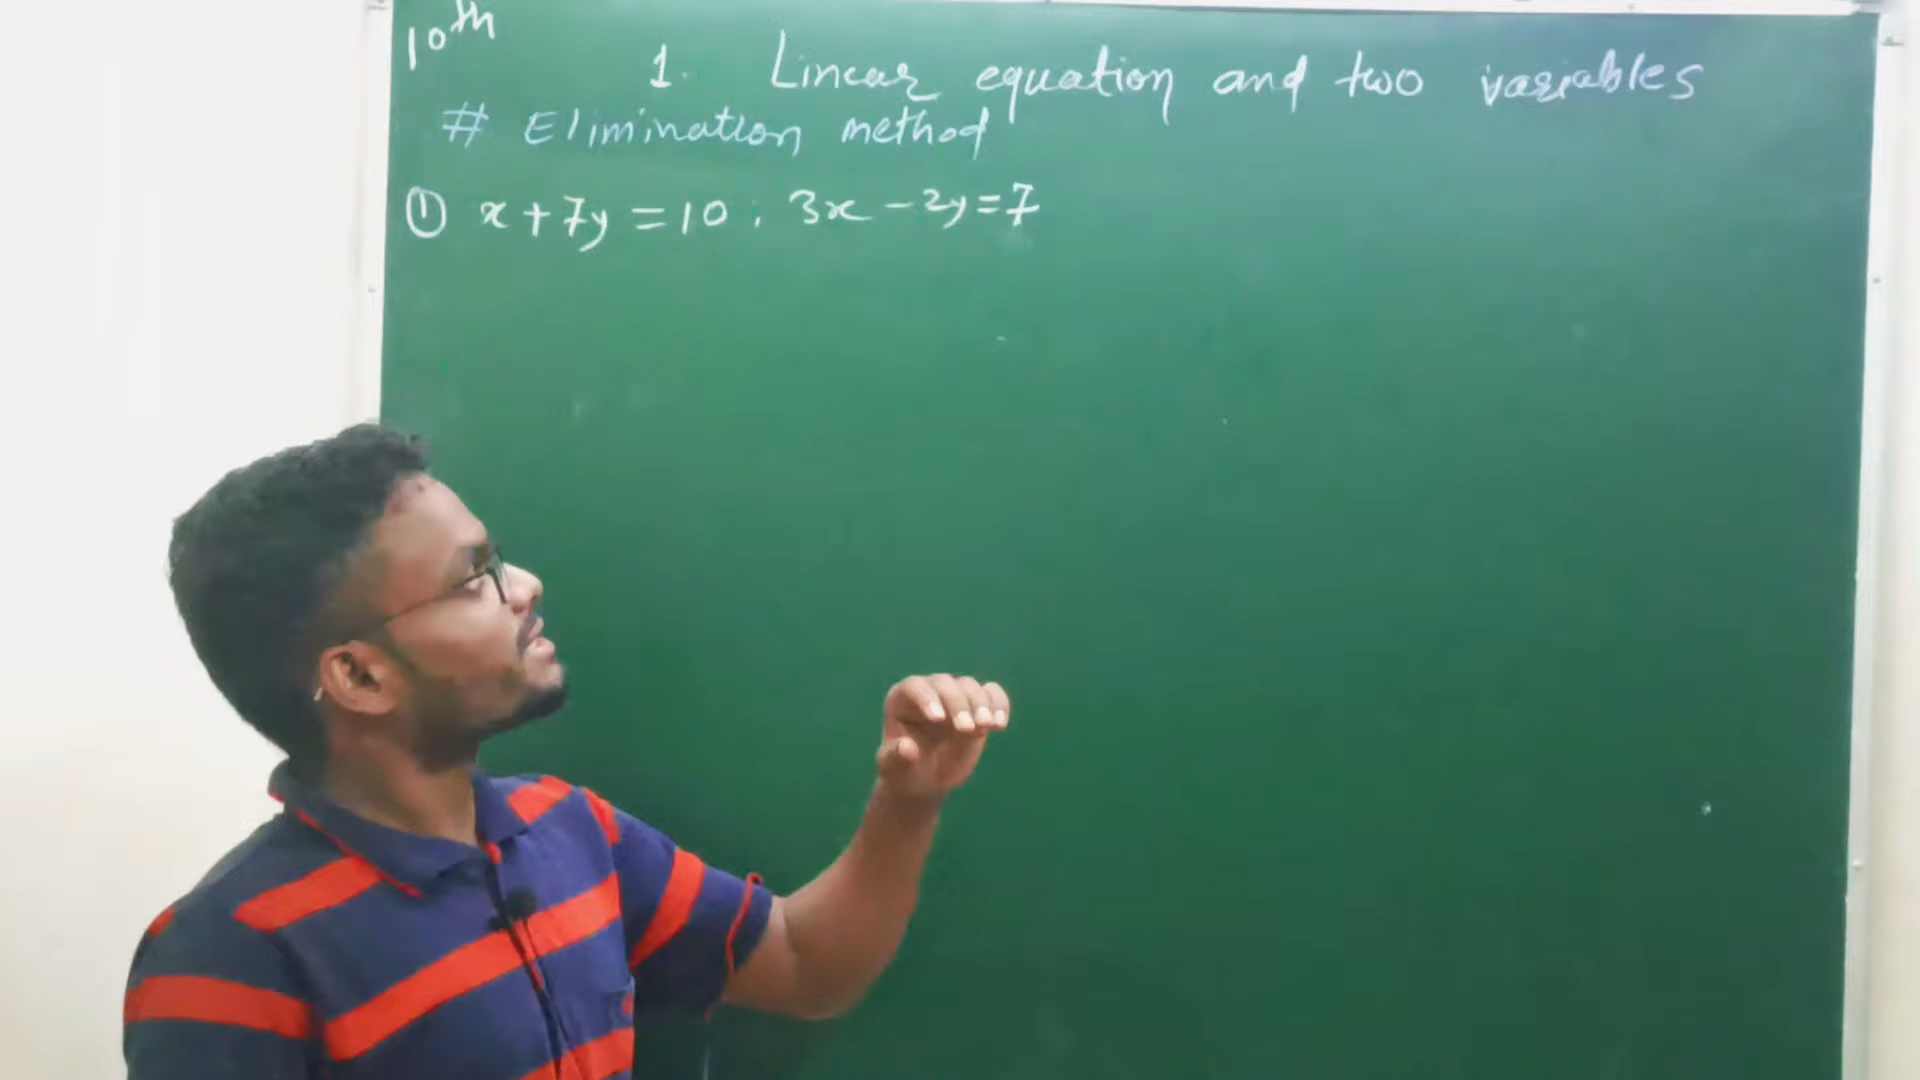 10th
1. Linear equation and two variables
# Elimination method
① x + 7y = 10 ; 3x - 2y = 7